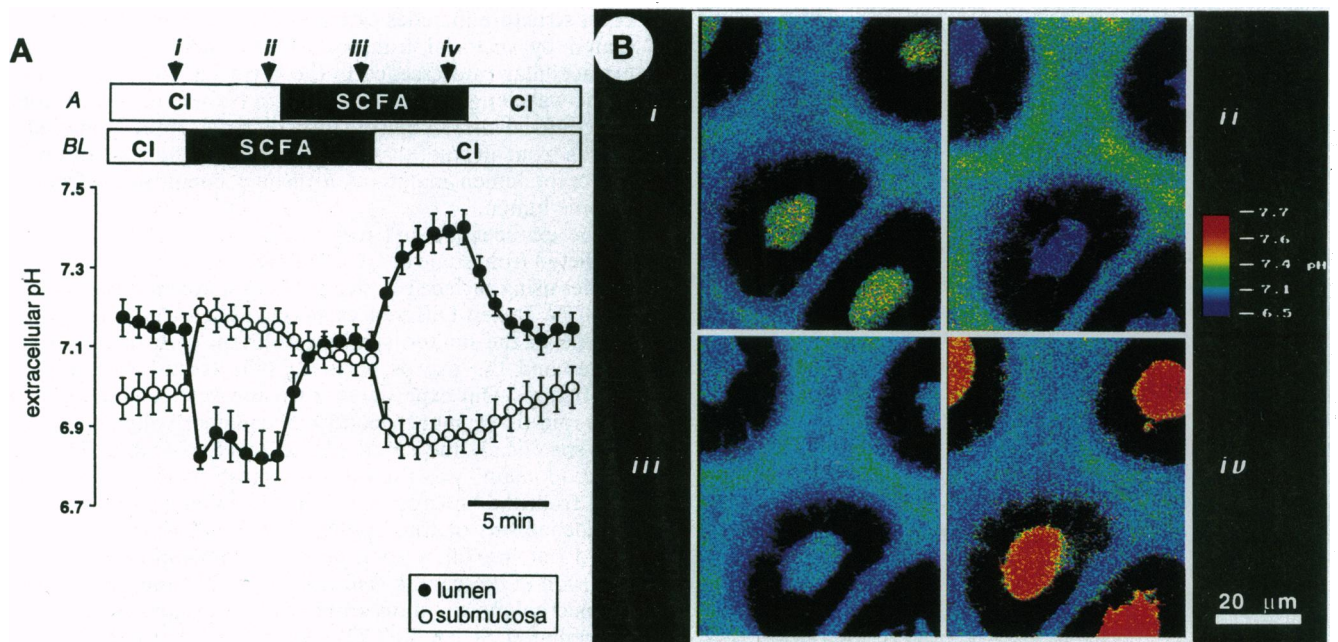 A
i ii iii iv
A Cl SCFA Cl
BL Cl SCFA Cl
7.5
7.3
7.1
6.9
6.7
extracellular pH
5 min
lumen
submucosa
B
i
ii
iii
iv
7.7
7.6
7.4 pH
7.1
6.5
20 μm